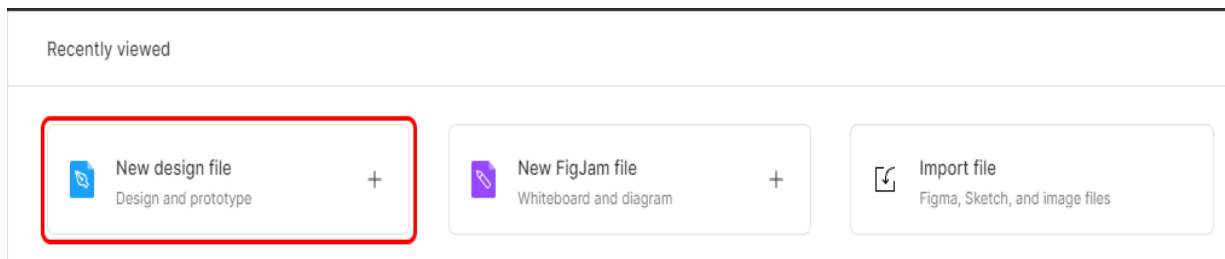 Recently viewed
New design file
Design and prototype
New FigJam file
Whiteboard and diagram
Import file
Figma, Sketch, and image files